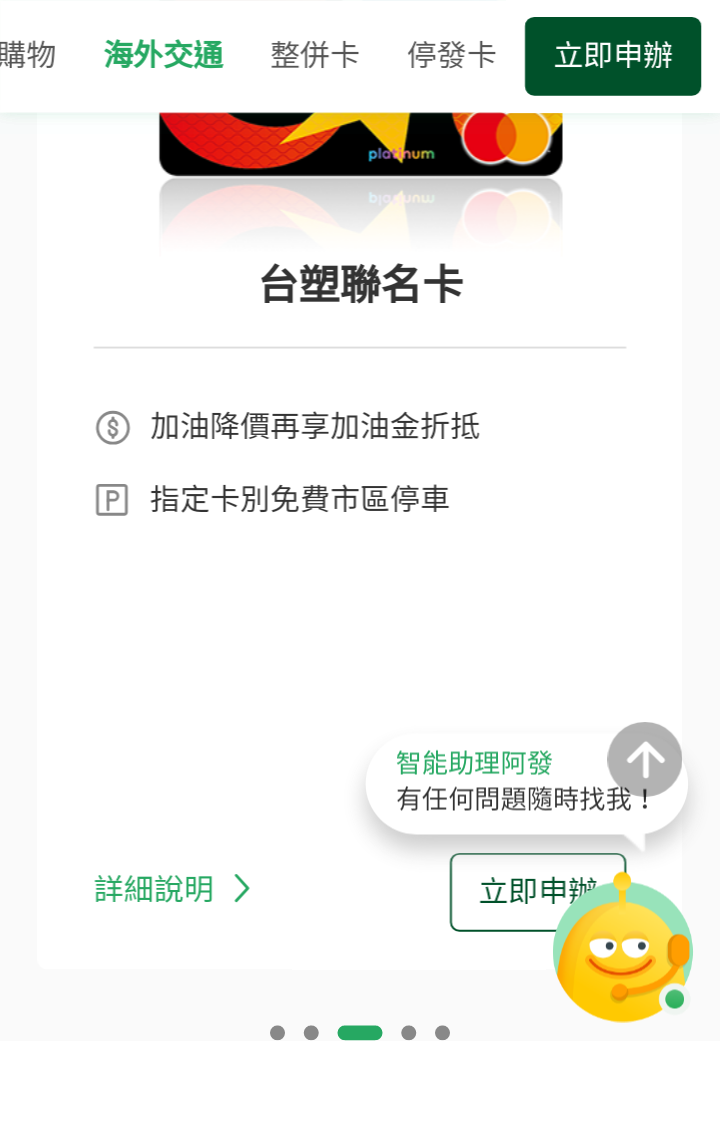 購物 海外交通 整併卡 停發卡 立即申辦
platinum
台塑聯名卡
加油降價再享加油金折抵
P 指定卡別免費市區停車
智能助理阿發
有任何問題隨時找我！
詳細說明
立即申辦